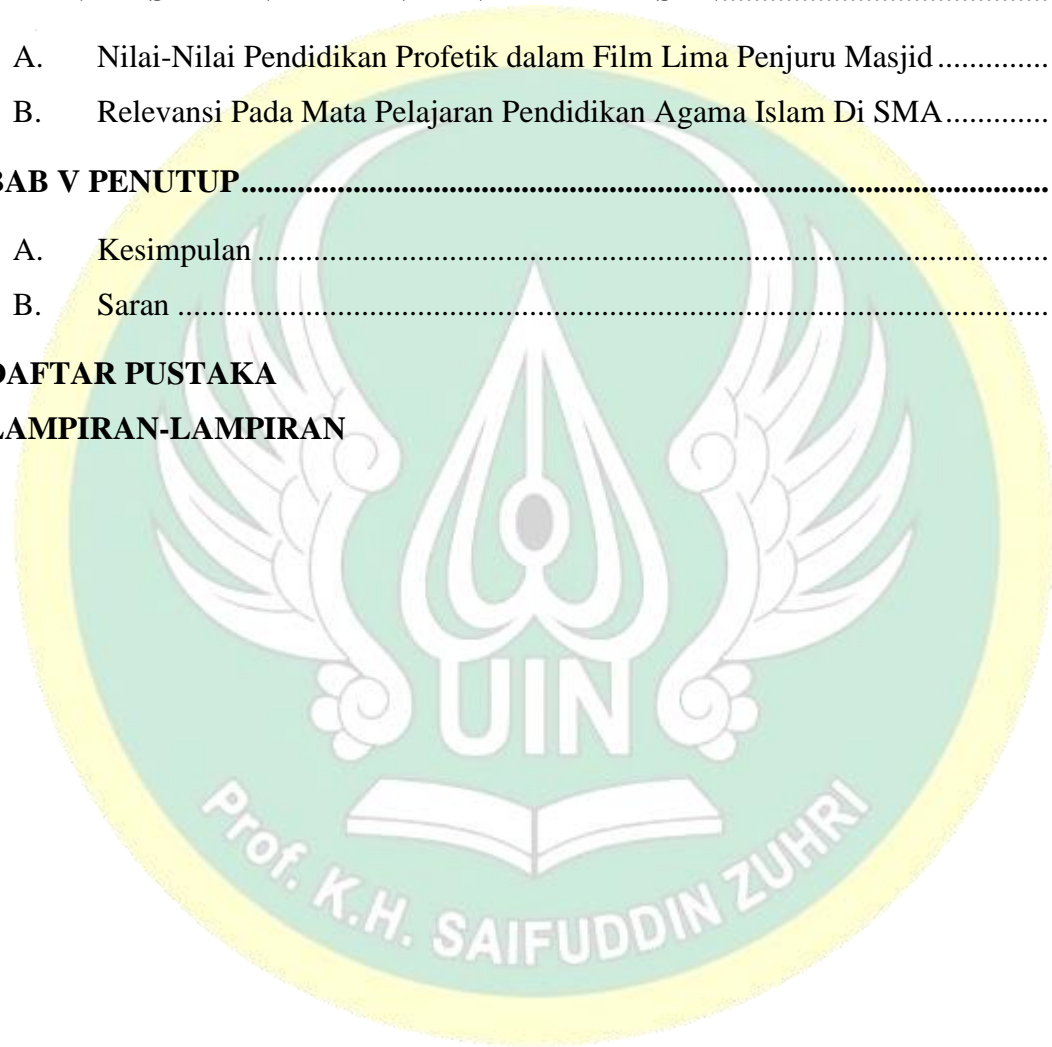 A. Nilai-Nilai Pendidikan Profetik dalam Film Lima Penjuru Masjid..............
B. Relevansi Pada Mata Pelajaran Pendidikan Agama Islam Di SMA.............
BAB V PENUTUP....................................................................................................
A. Kesimpulan ...................................................................................................
B. Saran .............................................................................................................
DAFTAR PUSTAKA
LAMPIRAN-LAMPIRAN
UIN
Prof. K.H. SAIFUDDIN ZUHRI